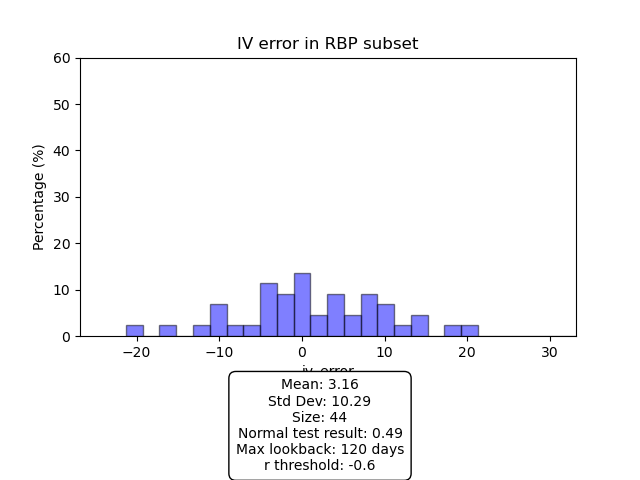 IV error in RBP subset
Percentage (%)
60
50
40
30
20
10
0
−20
−10
0
10
20
30
iv_error
Mean: 3.16
Std Dev: 10.29
Size: 44
Normal test result: 0.49
Max lookback: 120 days
r threshold: -0.6